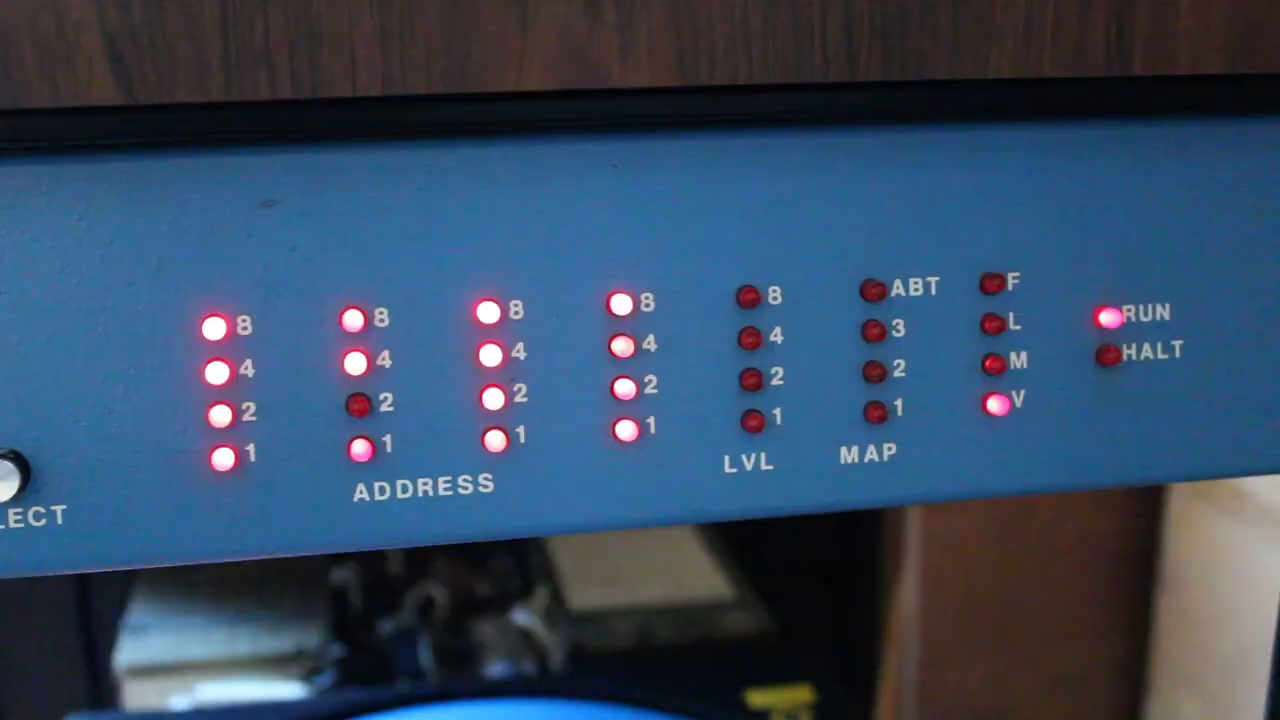 8 8 8 8 8 ABT F
4 4 4 4 4 3 L RUN
2 2 2 2 2 2 M HALT
1 1 1 1 1 1 V
ADDRESS LVL MAP
LECT